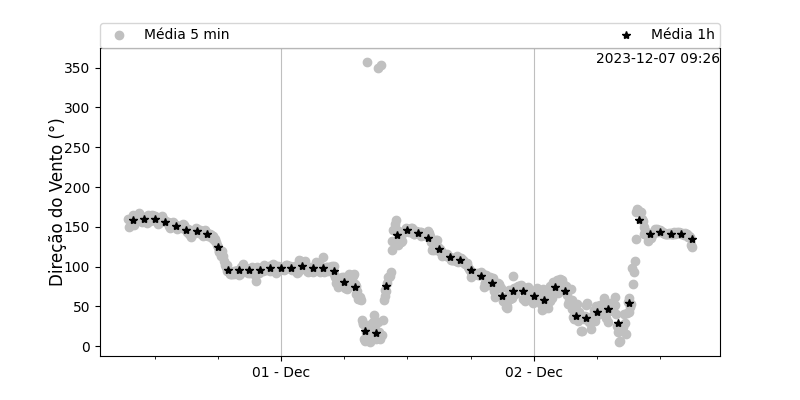 Média 5 min
Média 1h
2023-12-07 09:26
Direção do Vento (°)
350
300
250
200
150
100
50
0
01 - Dec
02 - Dec